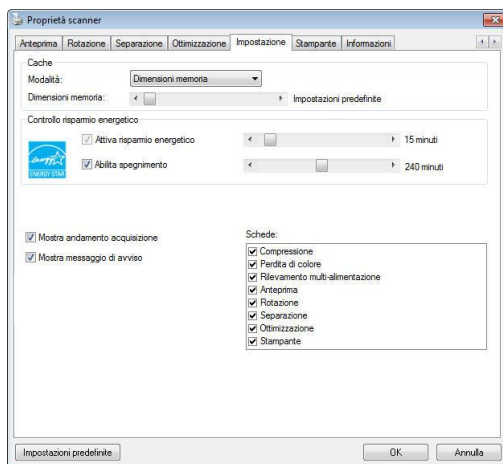 Proprietà scanner
Anteprima Rotazione Separazione Ottimizzazione Impostazione Stampante Informazioni
Cache
Modalità: Dimensioni memoria
Dimensioni memoria: Impostazioni predefinite
Controllo risparmio energetico
Attiva risparmio energetico 15 minuti
ENERGY STAR
Abilita spegnimento 240 minuti
Mostra andamento acquisizione
Mostra messaggio di avviso
Schede:
Compressione
Perdita di colore
Rilevamento multi-alimentazione
Anteprima
Rotazione
Separazione
Ottimizzazione
Stampante
Impostazioni predefinite OK Annulla